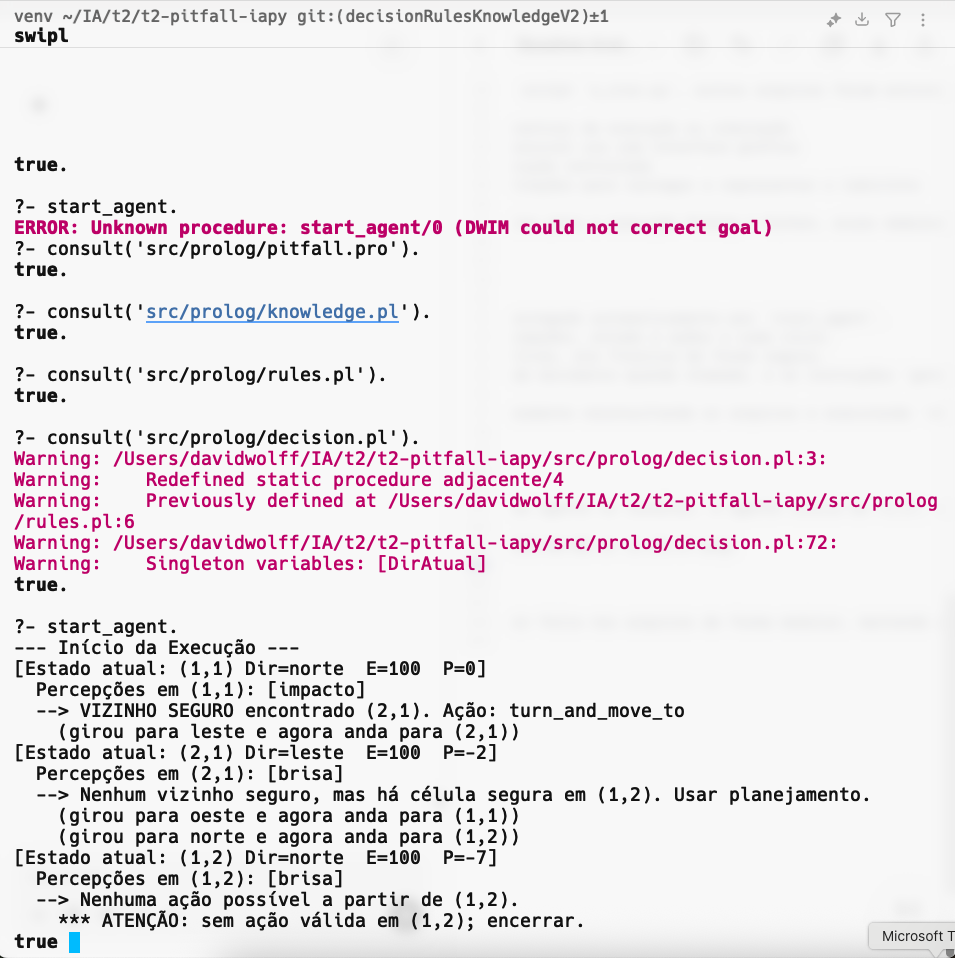 venv ~/IA/t2/t2-pitfall-iapy git:(decisionRulesKnowledgeV2)±1
swipl
true.
?- start_agent.
ERROR: Unknown procedure: start_agent/0 (DWIM could not correct goal)
?- consult('src/prolog/pitfall.pro').
true.
?- consult('src/prolog/knowledge.pl').
true.
?- consult('src/prolog/rules.pl').
true.
?- consult('src/prolog/decision.pl').
Warning: /Users/davidwolff/IA/t2/t2-pitfall-iapy/src/prolog/decision.pl:3:
Warning:    Redefined static procedure adjacente/4
Warning:    Previously defined at /Users/davidwolff/IA/t2/t2-pitfall-iapy/src/prolog
/rules.pl:6
Warning: /Users/davidwolff/IA/t2/t2-pitfall-iapy/src/prolog/decision.pl:72:
Warning:    Singleton variables: [DirAtual]
true.
?- start_agent.
--- Início da Execução ---
[Estado atual: (1,1) Dir=norte  E=100  P=0]
  Percepções em (1,1): [impacto]
  --> VIZINHO SEGURO encontrado (2,1). Ação: turn_and_move_to
    (girou para leste e agora anda para (2,1))
[Estado atual: (2,1) Dir=leste  E=100  P=-2]
  Percepções em (2,1): [brisa]
  --> Nenhum vizinho seguro, mas há célula segura em (1,2). Usar planejamento.
    (girou para oeste e agora anda para (1,1))
    (girou para norte e agora anda para (1,2))
[Estado atual: (1,2) Dir=norte  E=100  P=-7]
  Percepções em (1,2): [brisa]
  --> Nenhuma ação possível a partir de (1,2).
    *** ATENÇÃO: sem ação válida em (1,2); encerrar.
true
Microsoft T